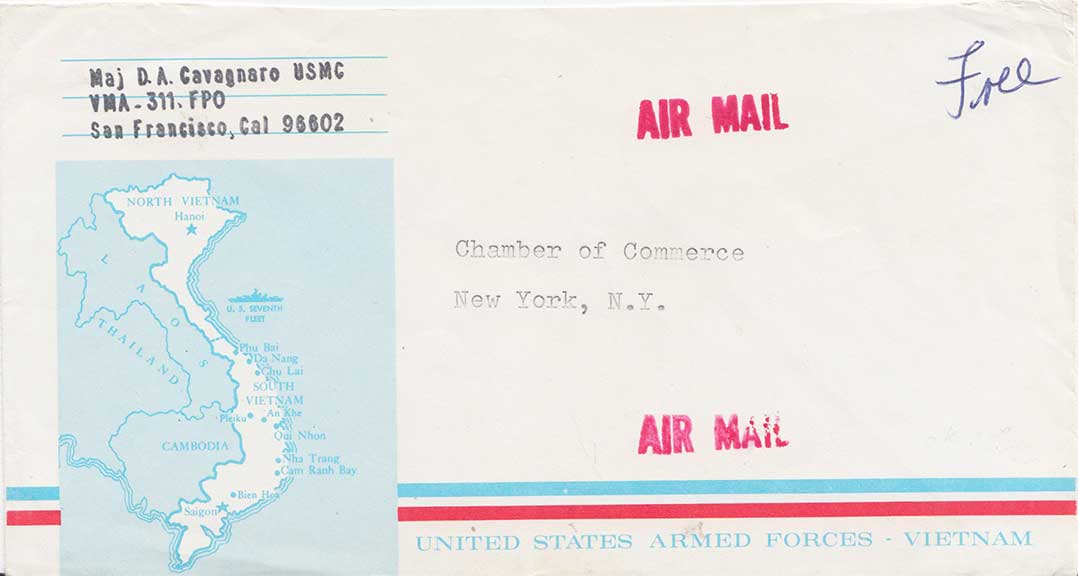 Maj D.A. Cavagnaro USMC
VMA-311. FPO
San Francisco, Cal 96602
Free
AIR MAIL
Chamber of Commerce
New York, N.Y.
AIR MAIL
NORTH VIETNAM
Hanoi
LAOS
U. S. SEVENTH
FLEET
THAILAND
Phu Bai
Da Nang
Chu Lai
SOUTH
VIETNAM
Pleiku
An Khe
Qui Nhon
CAMBODIA
Nha Trang
Cam Ranh Bay
Bien Hoa
Saigon
UNITED STATES ARMED FORCES - VIETNAM